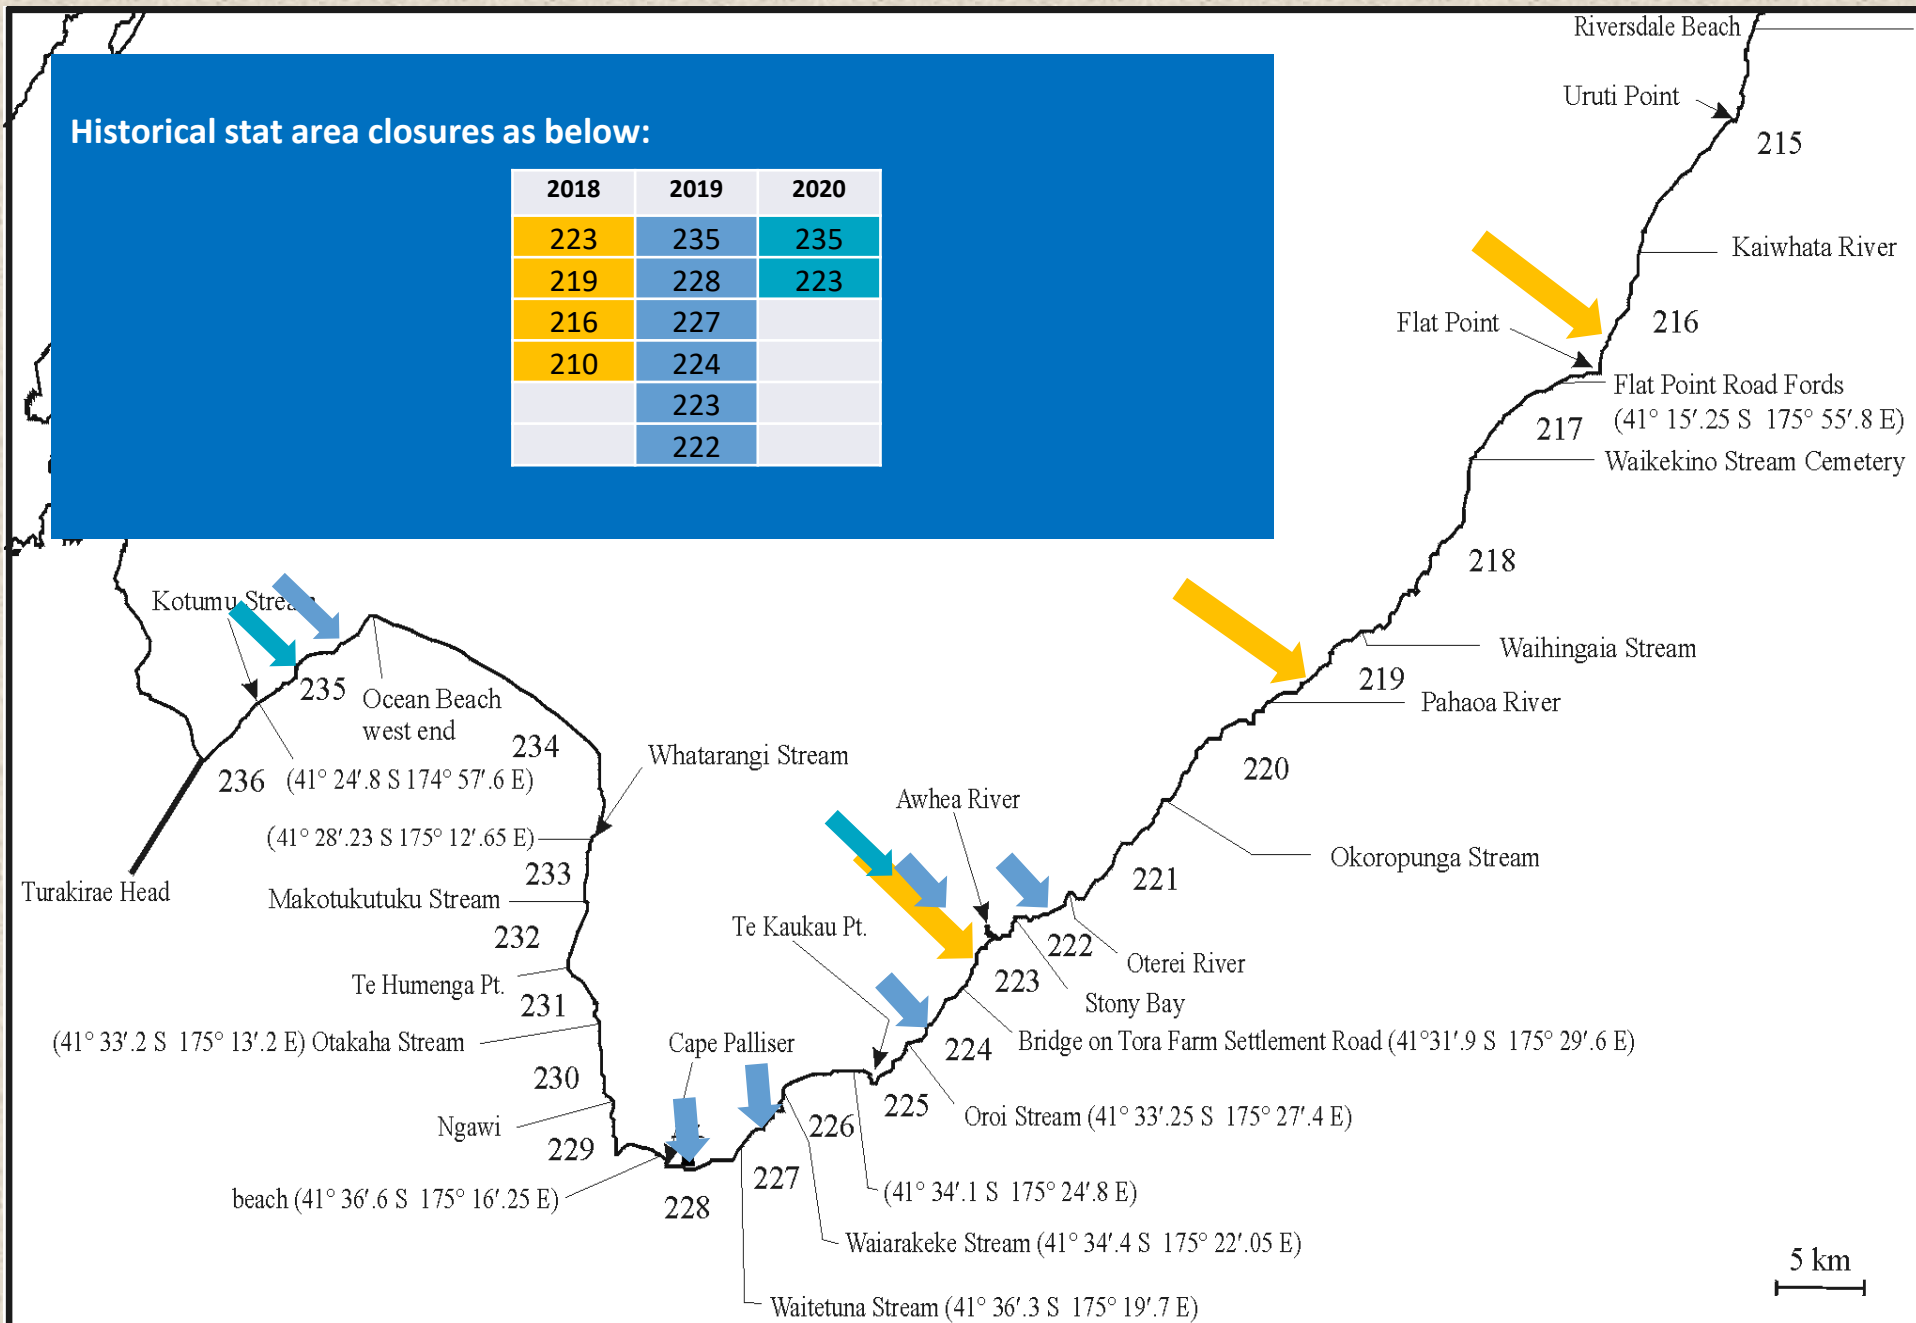 Historical stat area closures as below:
2018 2019 2020
223 235 235
219 228 223
216 227
210 224
223
222
Riversdale Beach
Uruti Point
215
Kaiwhata River
216
Flat Point
Flat Point Road Fords
(41° 15'.25 S 175° 55'.8 E)
217
Waikekino Stream Cemetery
218
Waihingaia Stream
219
Pahaoa River
220
Okoropunga Stream
221
Awhea River
222
Oterei River
223
Stony Bay
Te Kaukau Pt.
224
Bridge on Tora Farm Settlement Road (41°31'.9 S 175° 29'.6 E)
225
Oroi Stream (41° 33'.25 S 175° 27'.4 E)
226
(41° 34'.1 S 175° 24'.8 E)
Waiarakeke Stream (41° 34'.4 S 175° 22'.05 E)
227
Waitetuna Stream (41° 36'.3 S 175° 19'.7 E)
Cape Palliser
228
beach (41° 36'.6 S 175° 16'.25 E)
229
Ngawi
230
(41° 33'.2 S 175° 13'.2 E) Otakaha Stream
231
Te Humenga Pt.
232
Makotukutuku Stream
233
(41° 28'.23 S 175° 12'.65 E)
Whatarangi Stream
234
Ocean Beach
west end
235
Kotumu Stream
(41° 24'.8 S 174° 57'.6 E)
236
Turakirae Head
5 km